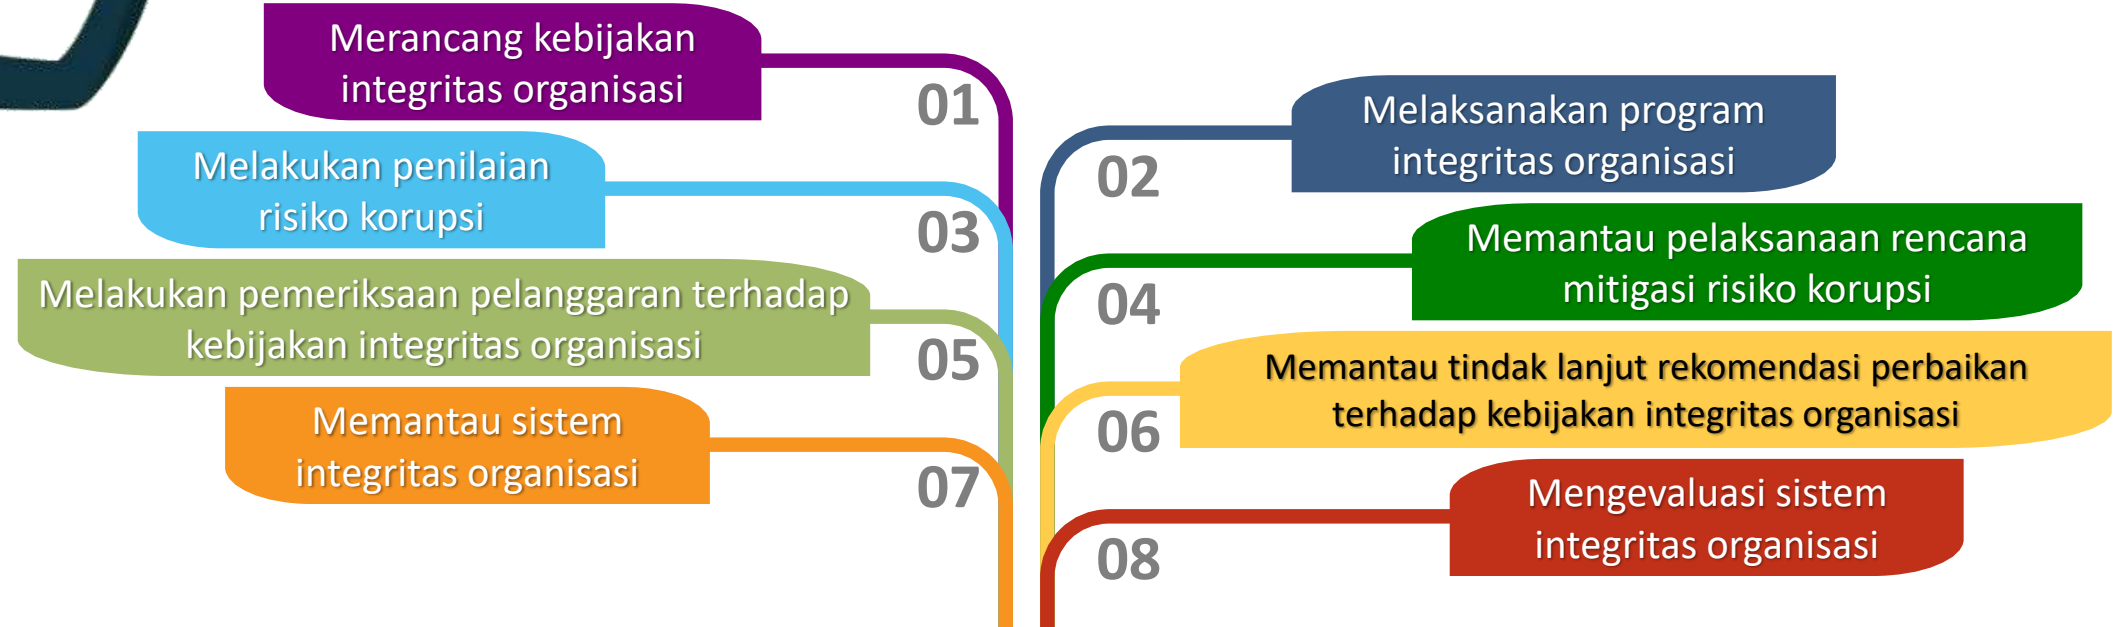 Merancang kebijakan
integritas organisasi
01
Melaksanakan program
integritas organisasi
02
Melakukan penilaian
risiko korupsi
03
Memantau pelaksanaan rencana
mitigasi risiko korupsi
04
Melakukan pemeriksaan pelanggaran terhadap
kebijakan integritas organisasi
05
Memantau tindak lanjut rekomendasi perbaikan
terhadap kebijakan integritas organisasi
06
Memantau sistem
integritas organisasi
07
Mengevaluasi sistem
integritas organisasi
08